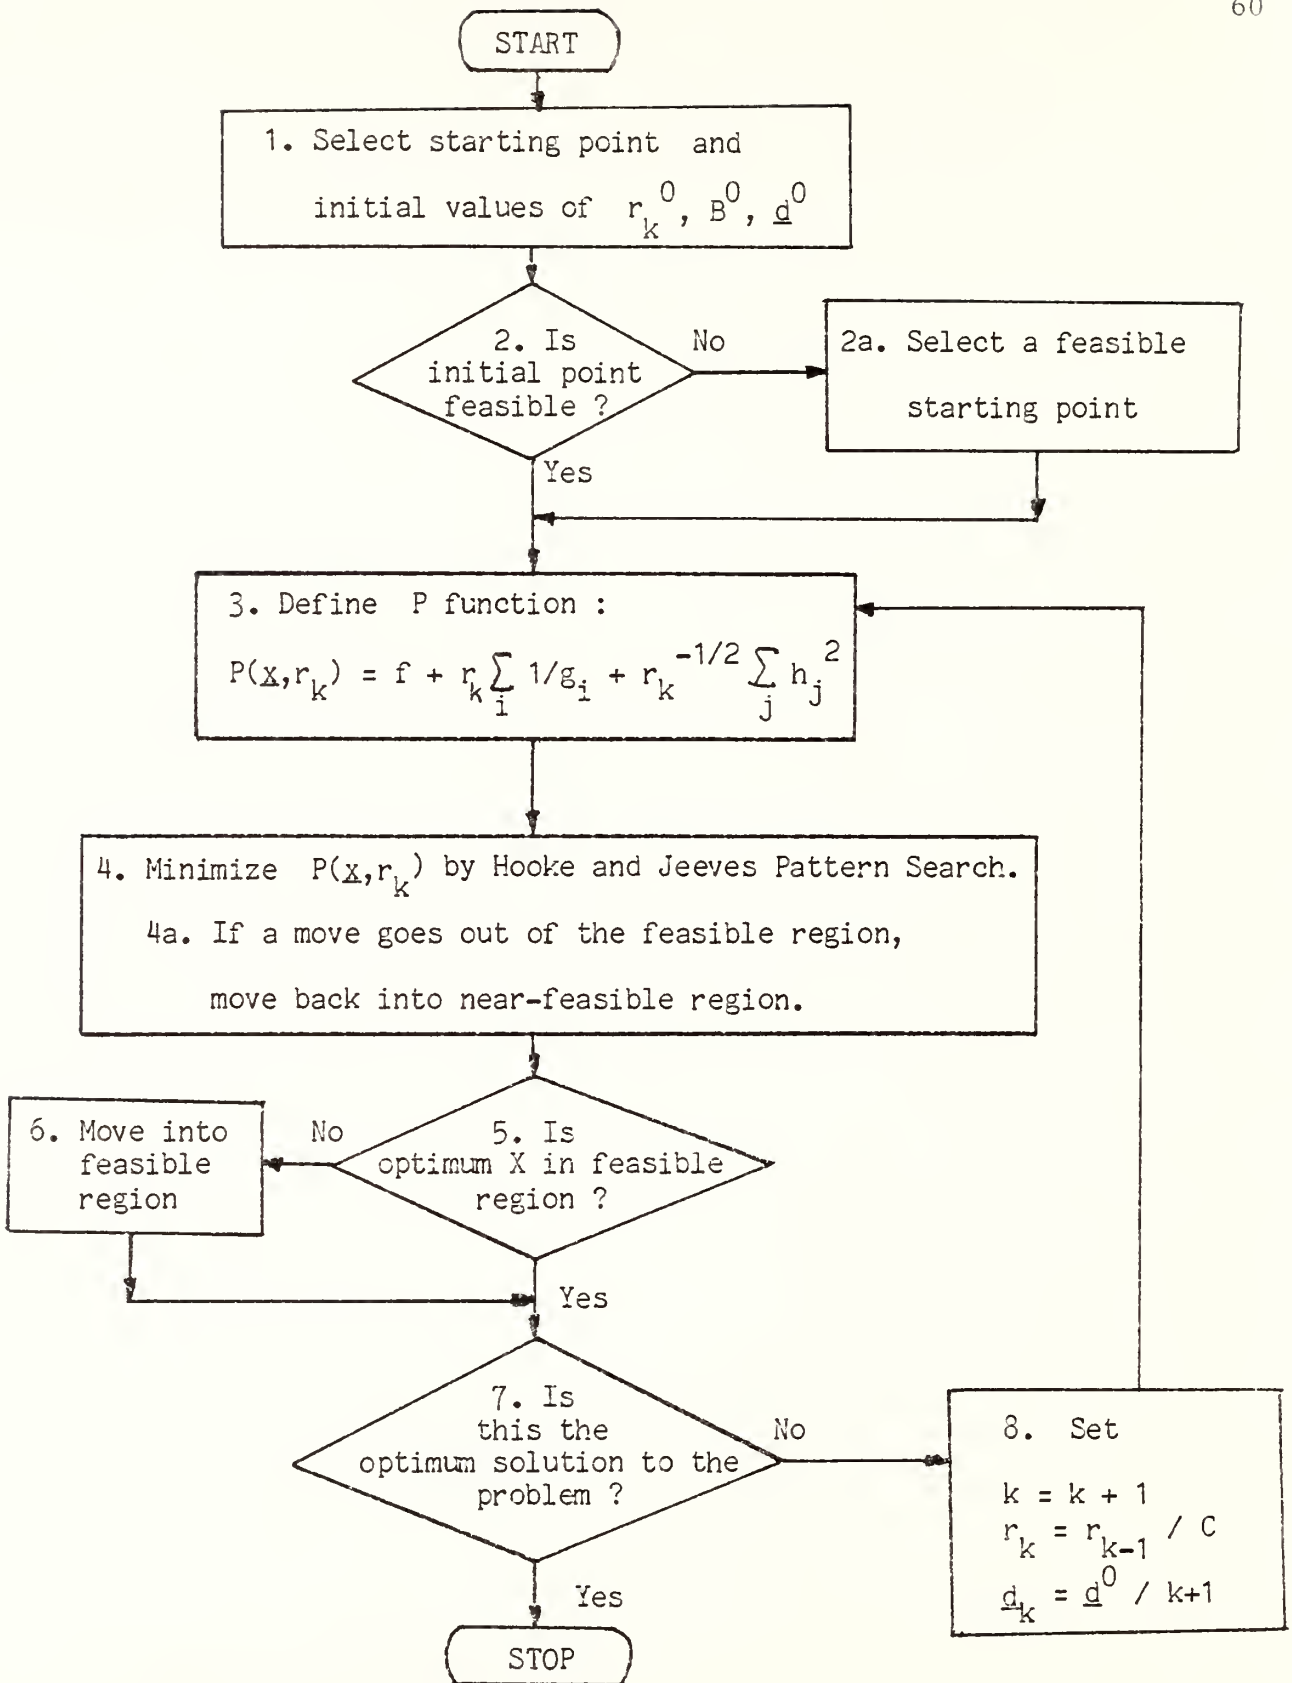 60
START
1. Select starting point and
initial values of r_k^0, B^0, d^0
2. Is
initial point
feasible ?
No
2a. Select a feasible
starting point
Yes
3. Define P function :
P(x,r_k) = f + r_k ∑_i 1/g_i + r_k^-1/2 ∑_j h_j^2
4. Minimize P(x,r_k) by Hooke and Jeeves Pattern Search.
4a. If a move goes out of the feasible region,
move back into near-feasible region.
5. Is
optimum X in feasible
region ?
No
6. Move into
feasible
region
Yes
7. Is
this the
optimum solution to the
problem ?
No
8. Set
k = k + 1
r_k = r_k-1 / C
d_k = d^0 / k+1
Yes
STOP